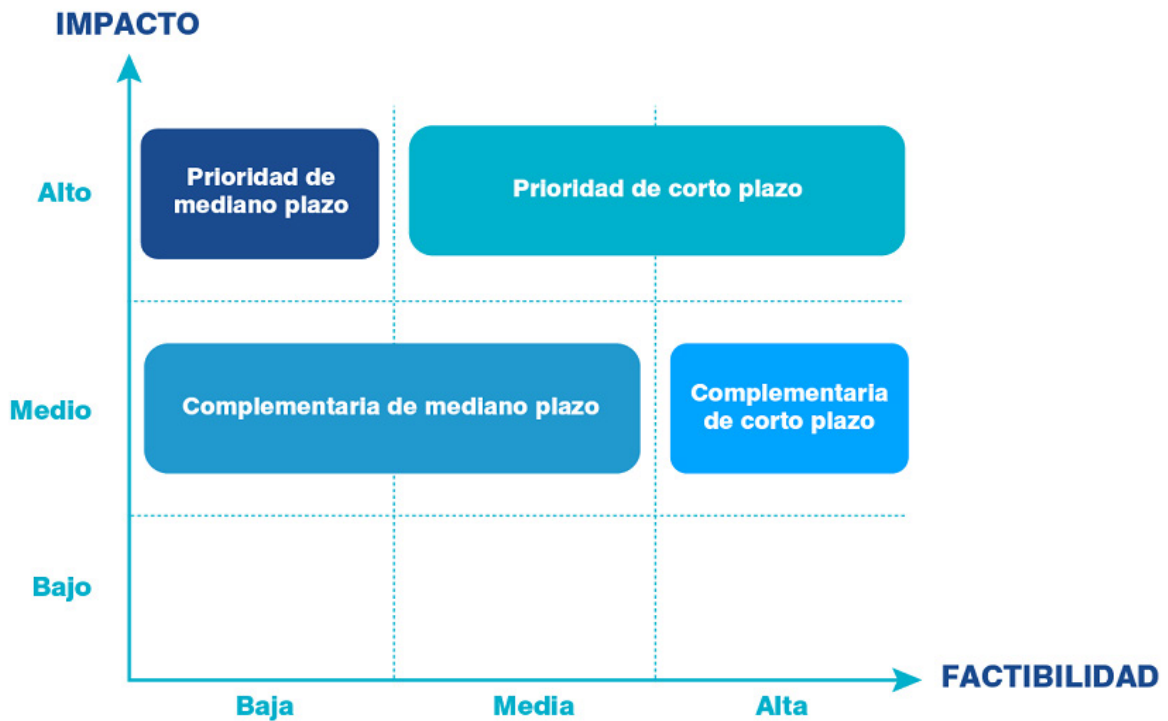 IMPACTO
Alto
Prioridad de
mediano plazo
Prioridad de corto plazo
Medio
Complementaria de mediano plazo
Complementaria
de corto plazo
Bajo
FACTIBILIDAD
Baja
Media
Alta